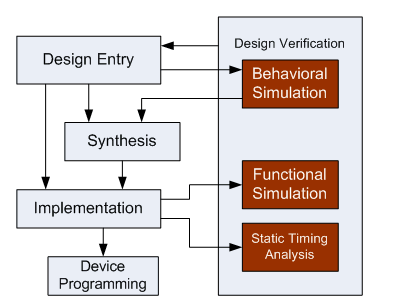 Design Verification
Design Entry
Behavioral
Simulation
Synthesis
Functional
Simulation
Implementation
Static Timing
Analysis
Device
Programming